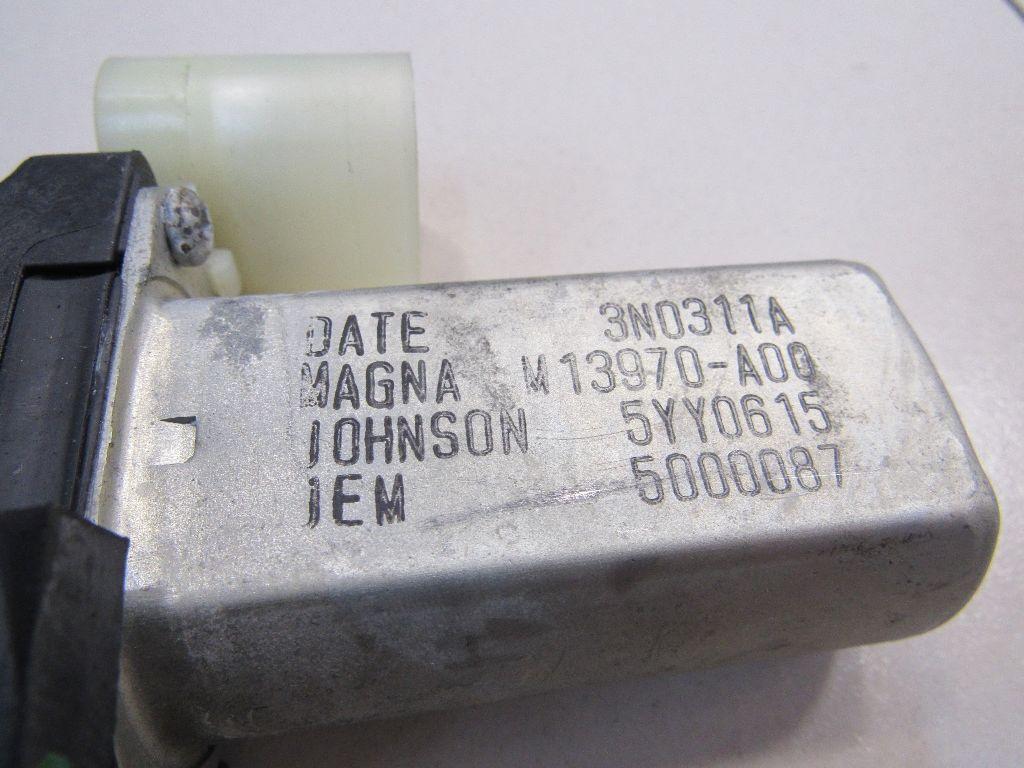 DATE 3N0311A
MAGNA M13970-A00
JOHNSON 5YY0615
IEM 5000087